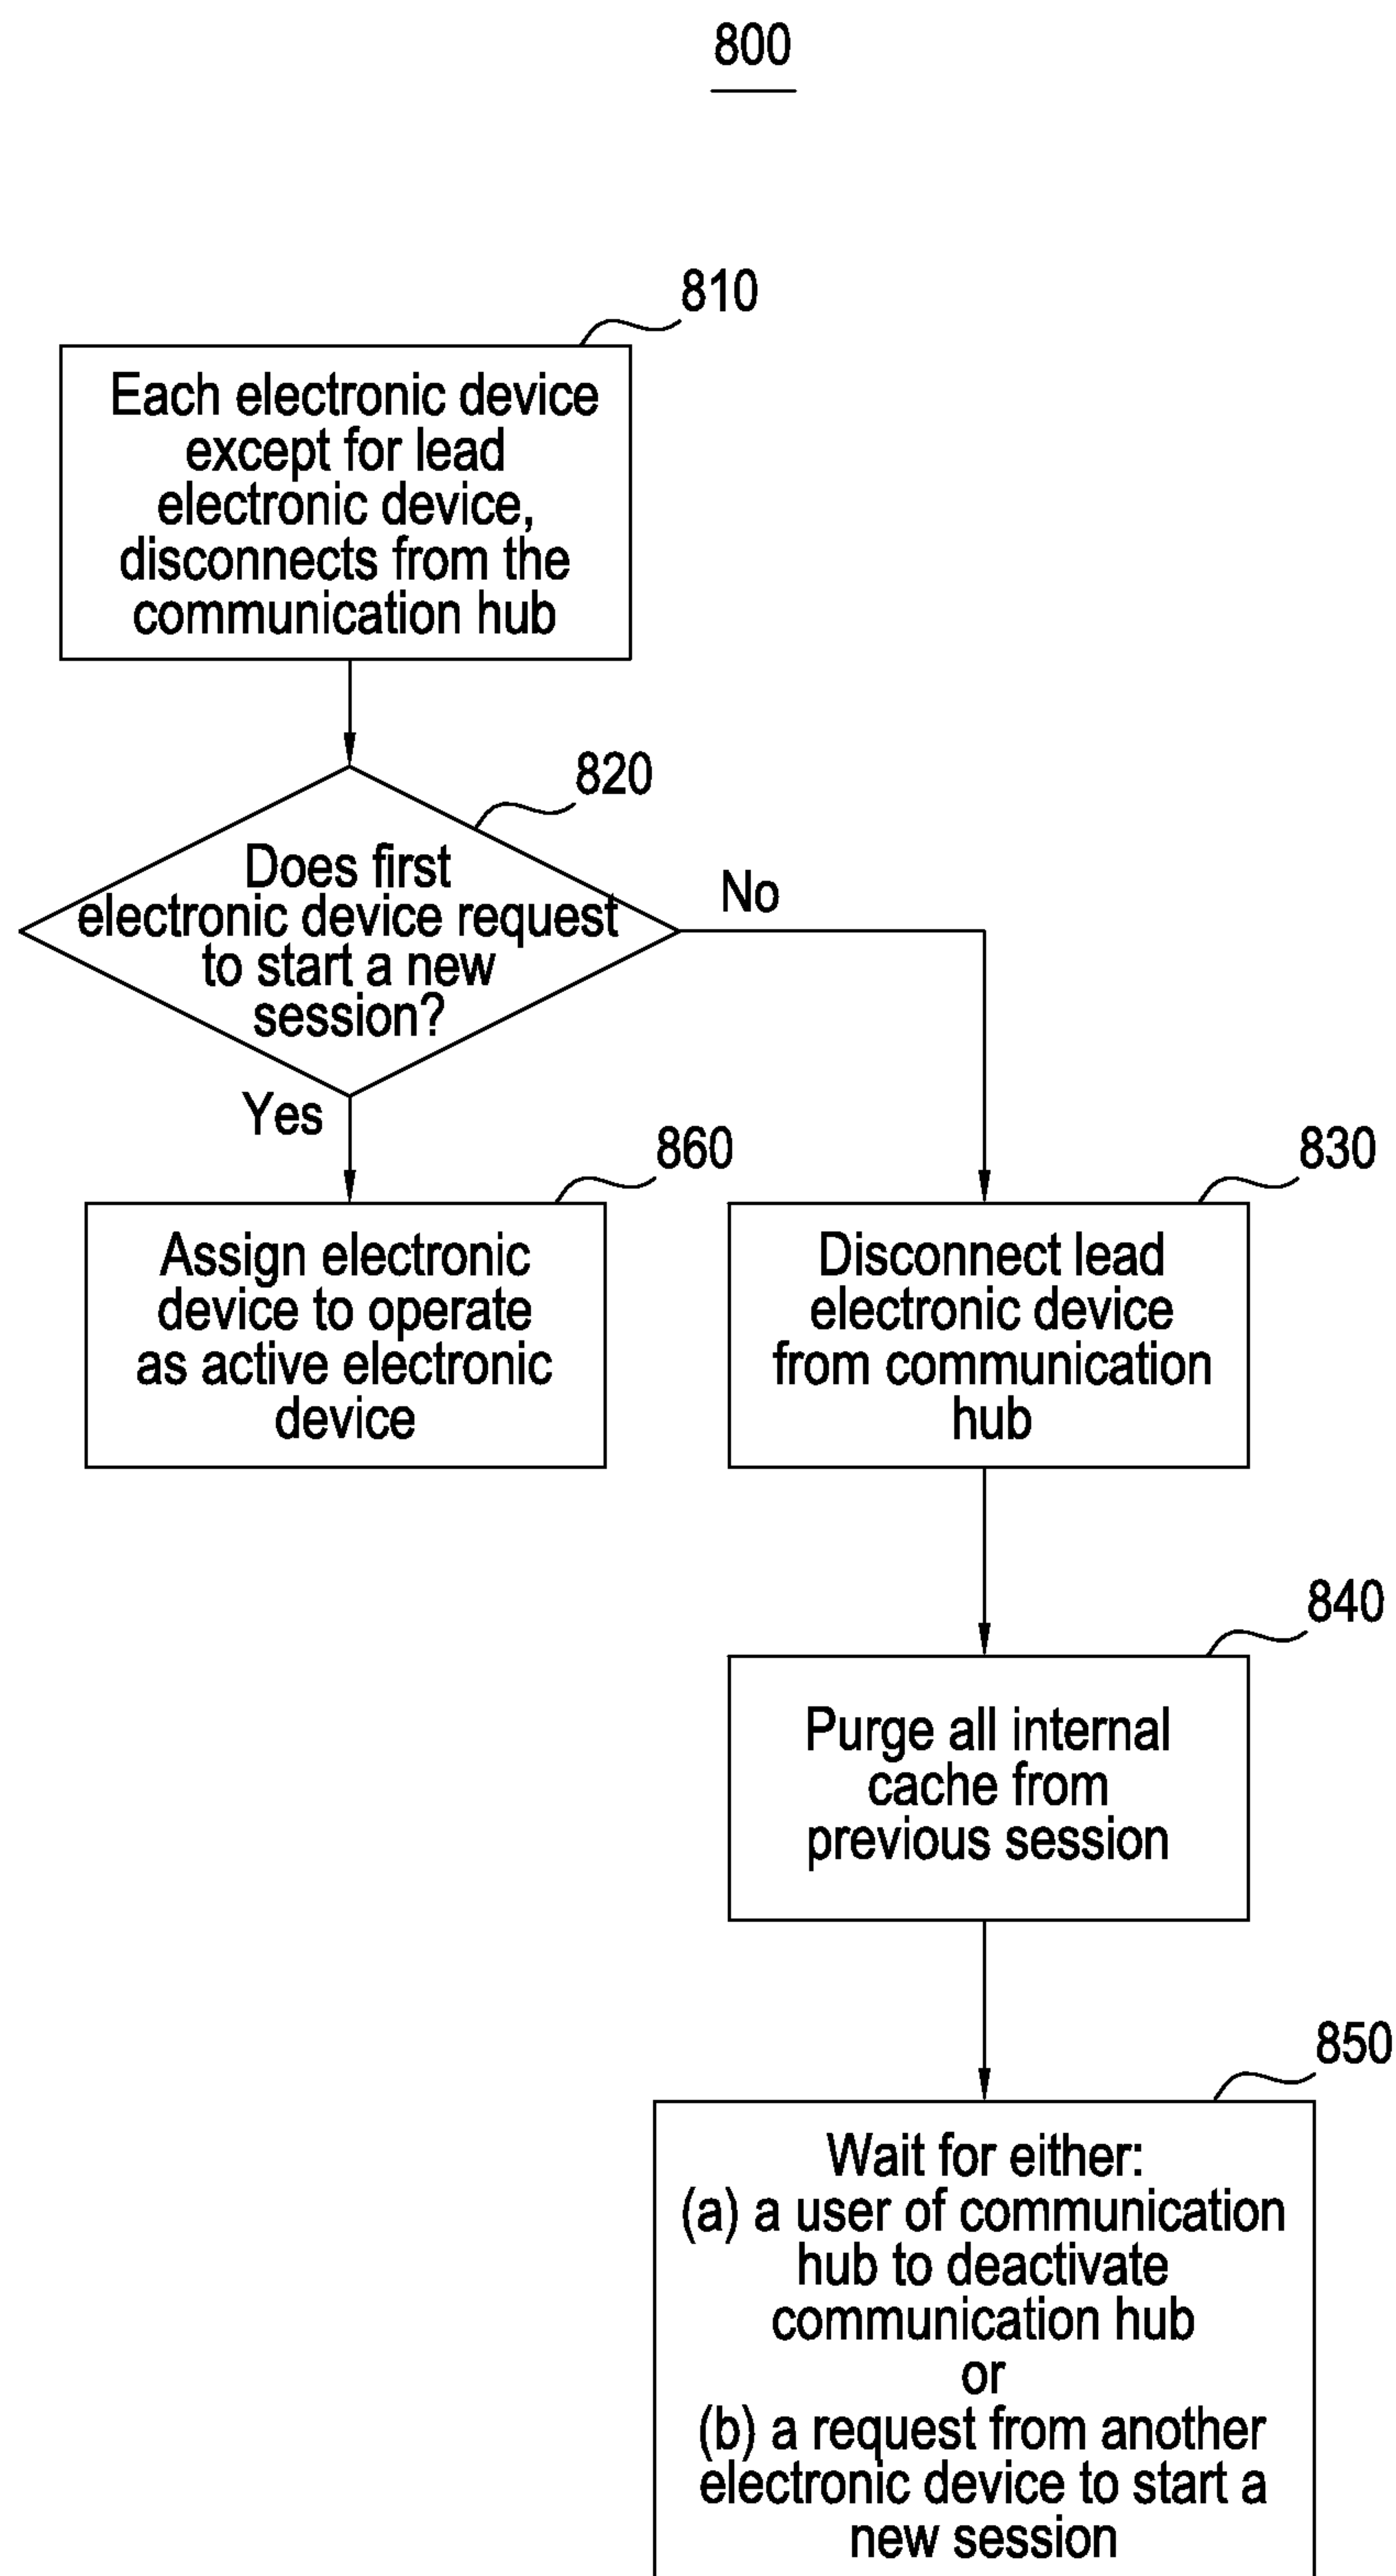 800
810
Each electronic device
except for lead
electronic device,
disconnects from the
communication hub
820
Does first
electronic device request
to start a new
session?
No
Yes
860
Assign electronic
device to operate
as active electronic
device
830
Disconnect lead
electronic device
from communication
hub
840
Purge all internal
cache from
previous session
850
Wait for either:
(a) a user of communication
hub to deactivate
communication hub
or
(b) a request from another
electronic device to start a
new session